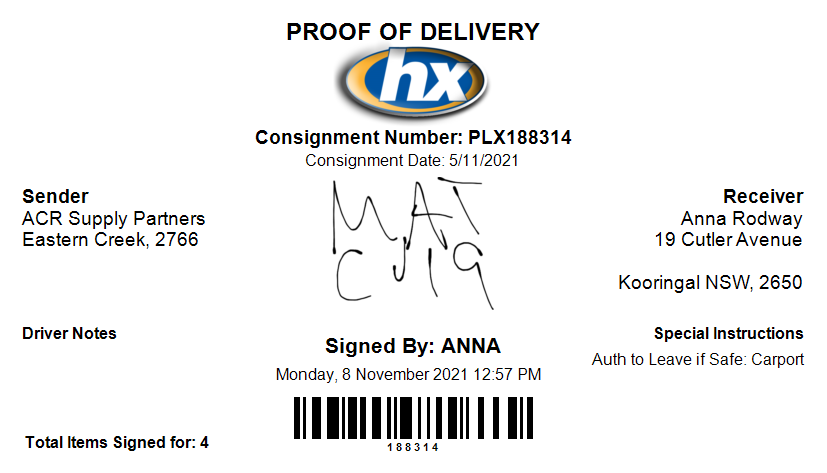 PROOF OF DELIVERY
hx
Consignment Number: PLX188314
Consignment Date: 5/11/2021
Sender
ACR Supply Partners
Eastern Creek, 2766
MAT
C J 19
Receiver
Anna Rodway
19 Cutler Avenue
Kooringal NSW, 2650
Driver Notes
Signed By: ANNA
Monday, 8 November 2021 12:57 PM
Special Instructions
Auth to Leave if Safe: Carport
188314
Total Items Signed for: 4